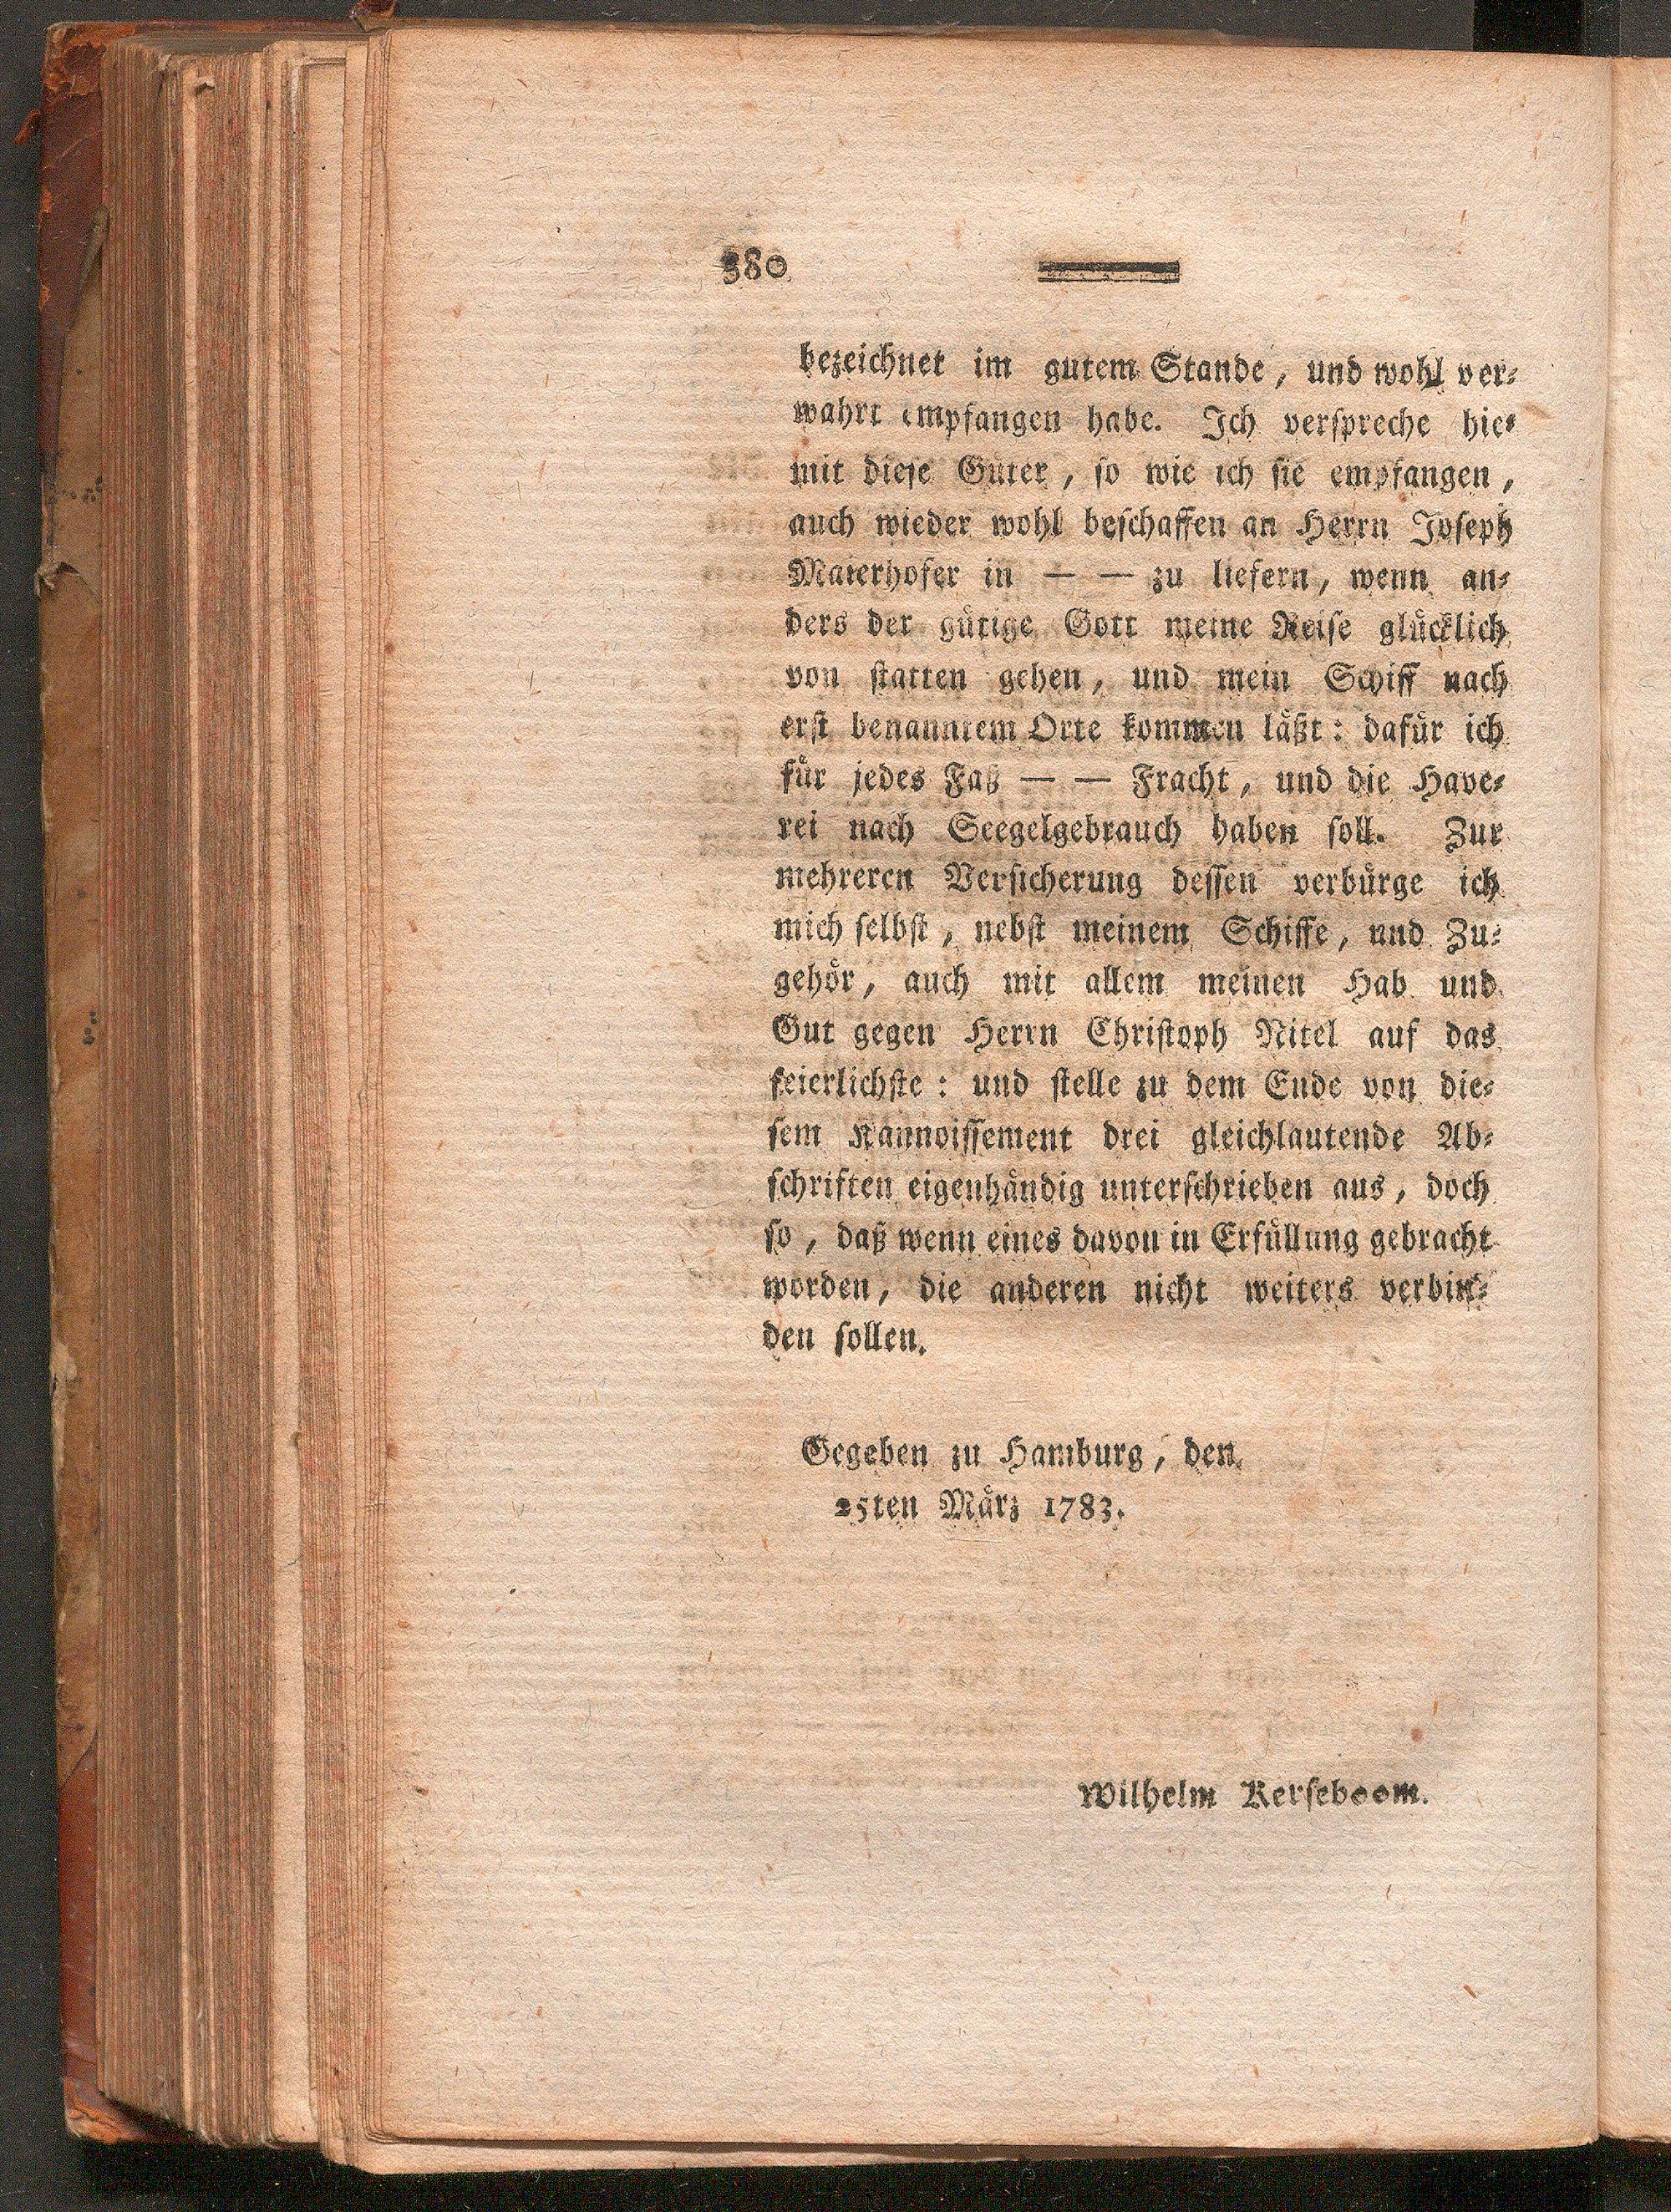 380
bezeichnet im gutem Stande, und wohl ver-
wahrt empfangen habe. Ich verspreche hie-
mit diese Güter, so wie ich sie empfangen,
auch wieder wohl beschaffen an Herrn Joseph
Maierhofer in — — zu liefern, wenn an-
ders der gütige Gott meine Reise glücklich
von statten gehen, und mein Schiff nach
erst benanntem Orte kommen läßt: dafür ich
für jedes Faß — — Fracht, und die Have-
rei nach Seegelgebrauch haben soll. Zur
mehreren Versicherung dessen verbürge ich
mich selbst, nebst meinem Schiffe, und Zu-
gehör, auch mit allem meinen Hab und
Gut gegen Herrn Christoph Nitel auf das
feierlichste: und stelle zu dem Ende von die-
sem Kannoissement drei gleichlautende Ab-
schriften eigenhändig unterschrieben aus, doch
so, daß wenn eines davon in Erfüllung gebracht
worden, die anderen nicht weiters verbin-
den sollen.
Gegeben zu Hamburg, den
25ten März 1783.
Wilhelm Kerseboom.